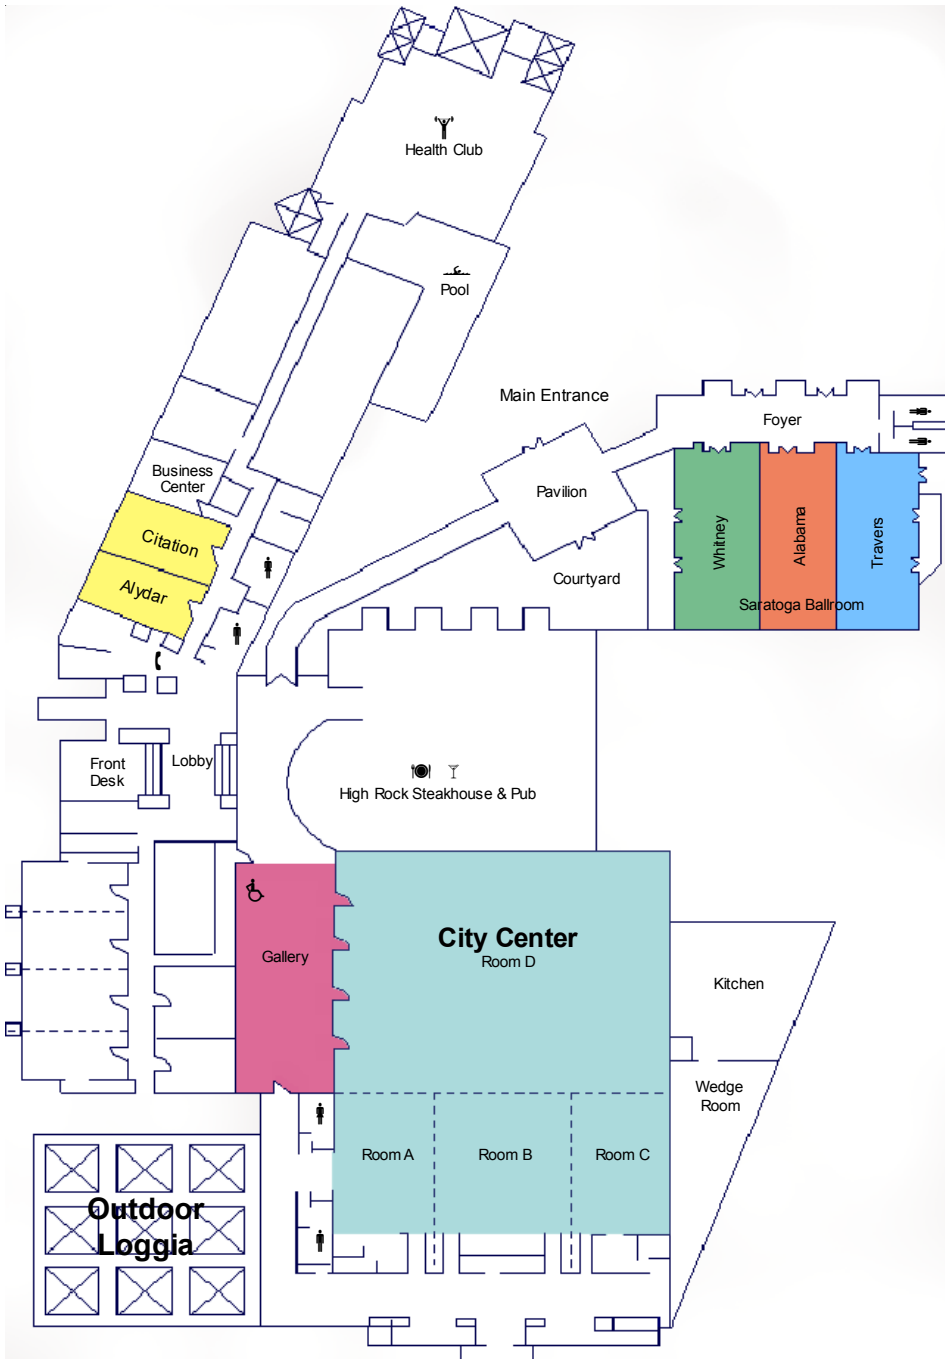 Health Club
Pool
Main Entrance
Foyer
Business
Center
Pavilion
Citation
Alydar
Whitney
Alabama
Travers
Courtyard
Saratoga Ballroom
Front
Desk
Lobby
High Rock Steakhouse & Pub
City Center
Room D
Gallery
Kitchen
Wedge
Room
Room A
Room B
Room C
Outdoor
Loggia